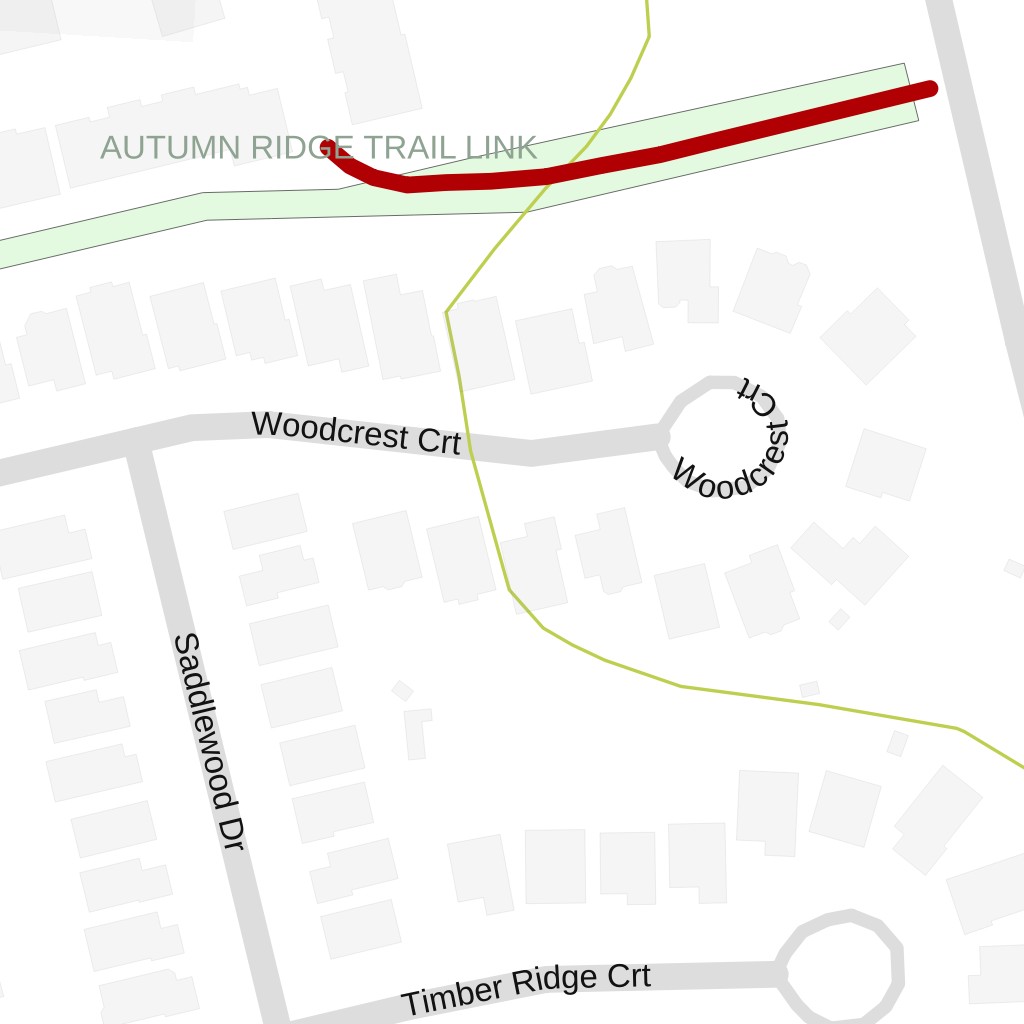 AUTUMN RIDGE TRAIL LINK
Woodcrest Crt
Woodcrest Crt
Saddlewood Dr
Timber Ridge Crt